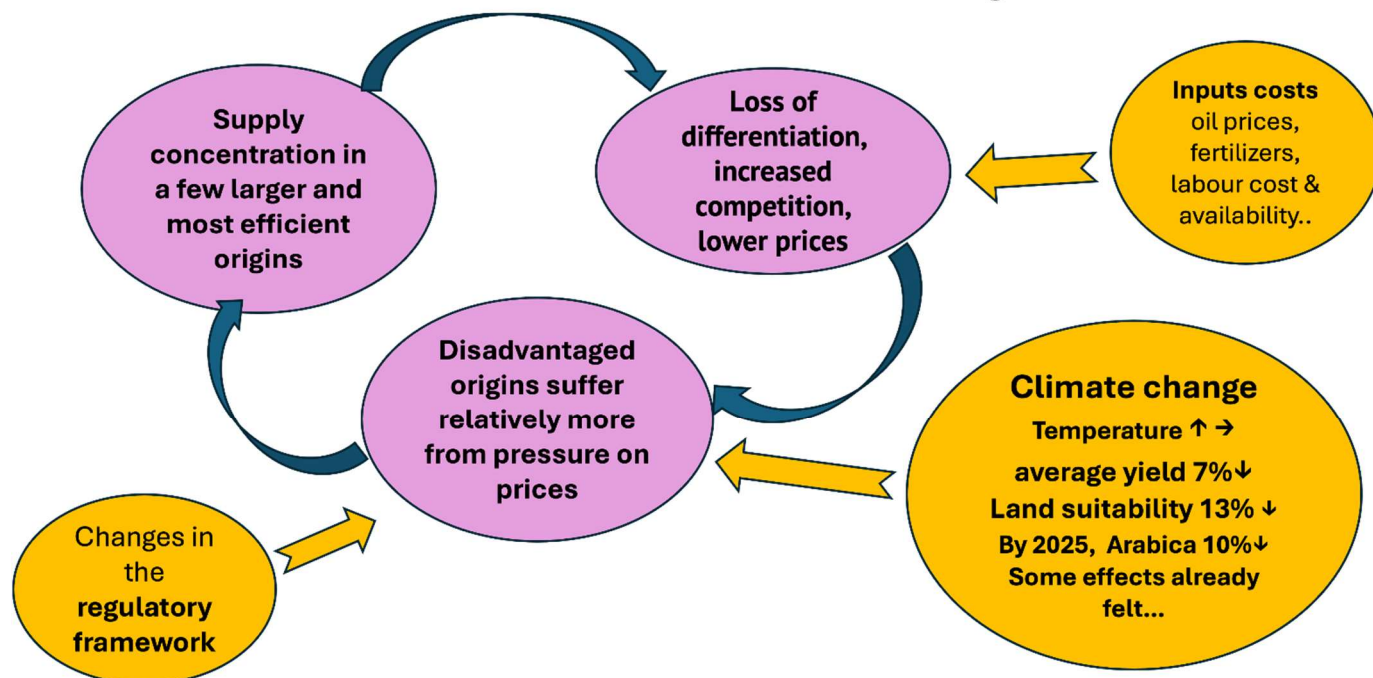 Supply
concentration in
a few larger and
most efficient
origins
Loss of
differentiation,
increased
competition,
lower prices
Inputs costs
oil prices,
fertilizers,
labour cost &
availability..
Disadvantaged
origins suffer
relatively more
from pressure on
prices
Climate change
Temperature ↑ →
average yield 7%↓
Land suitability 13% ↓
By 2025, Arabica 10%↓
Some effects already
felt...
Changes in
the
regulatory
framework